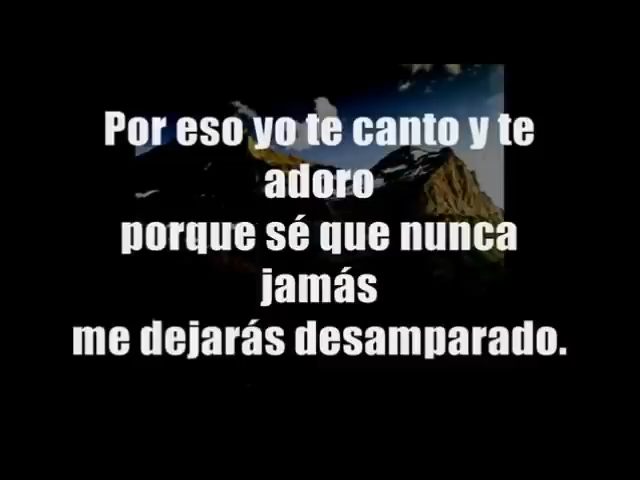 Por eso yo te canto y te
adoro
porque sé que nunca
jamás
me dejarás desamparado.